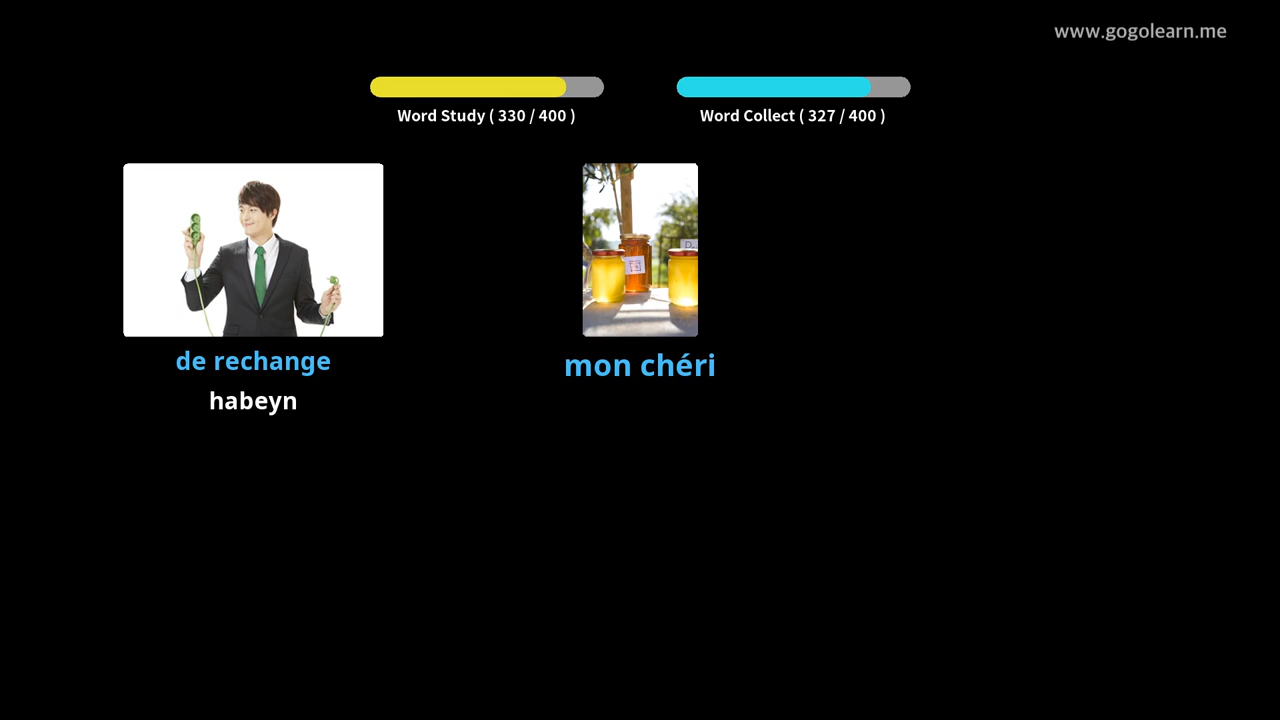 www.gogolearn.me
Word Study ( 330 / 400 )
Word Collect ( 327 / 400 )
de rechange
habeyn
mon chéri